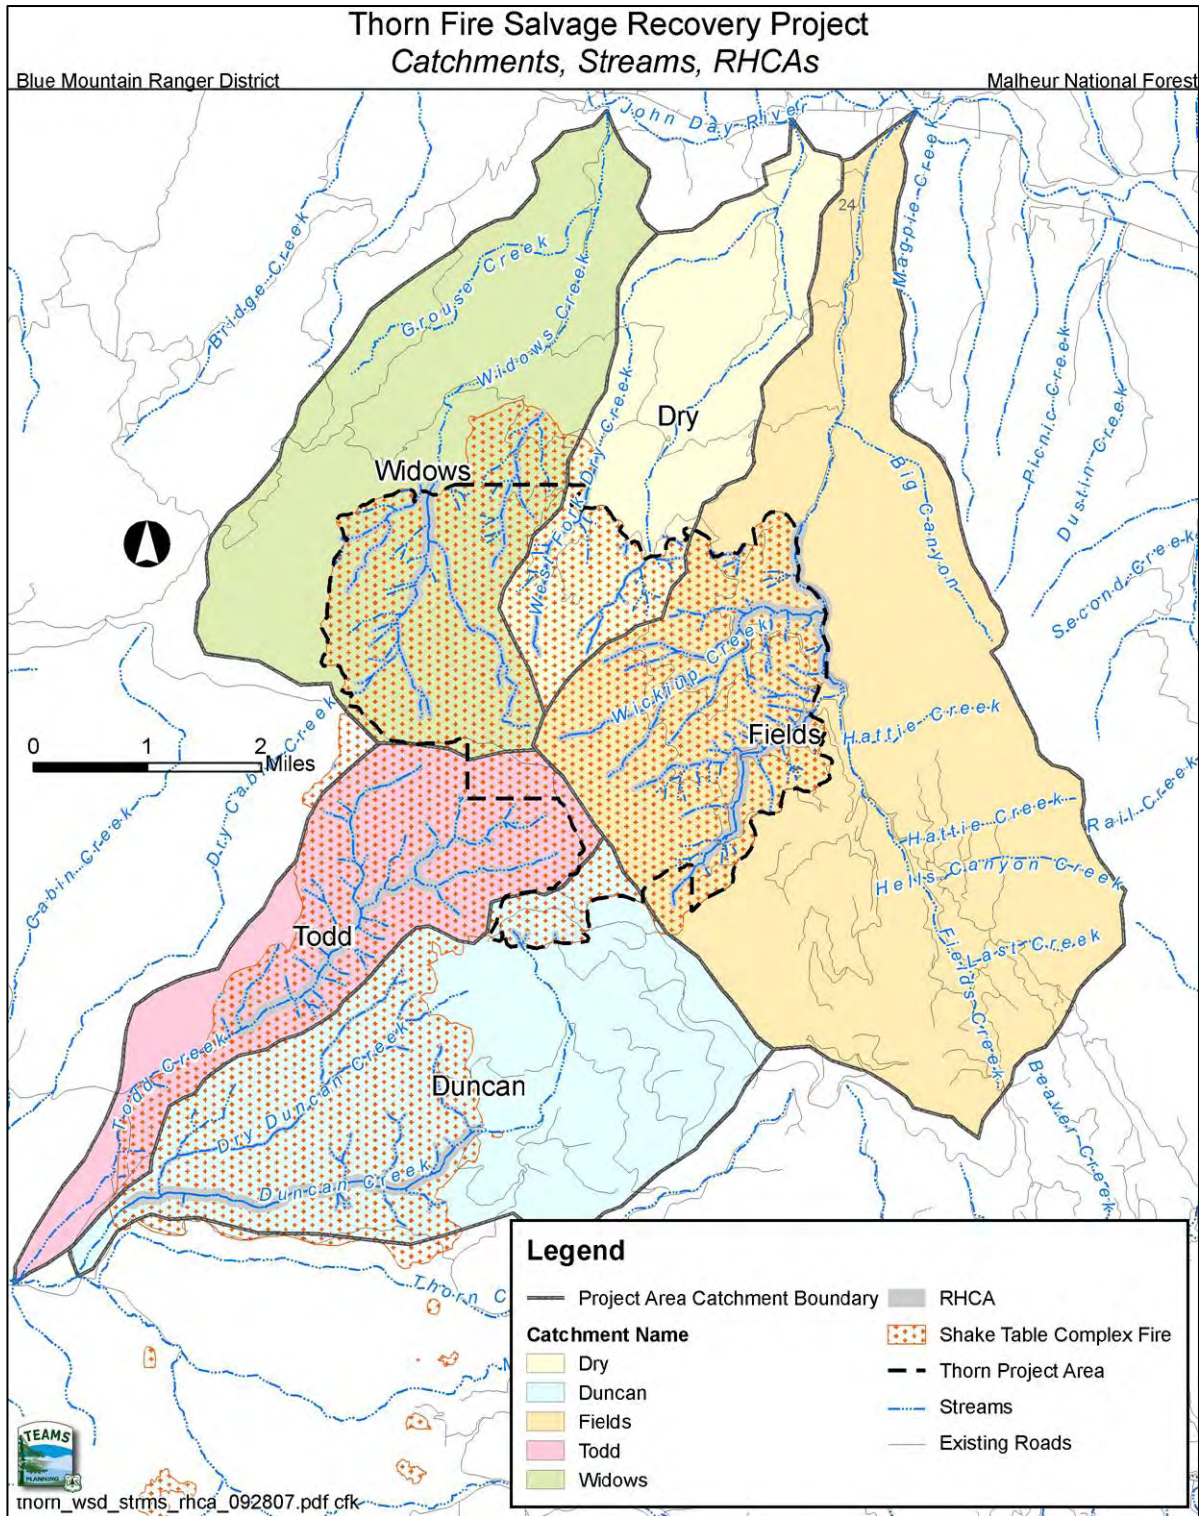 Thorn Fire Salvage Recovery Project
Catchments, Streams, RHCAs
Blue Mountain Ranger District
Malheur National Forest
John Day River
Bridge Creek
Grouse Creek
Widows Creek
24
Magpie Creek
Picnic Creek
Dustin Creek
Second Creek
Dry
Widows
West Fork Dry Creek
Big Canyon
Wickiup Creek
Fields
Hattie Creek
0 1 2
Miles
Dry Cabin Creek
Cabin Creek
Hattie Creek
Rail Creek
Hells Canyon Creek
Last Creek
Fields Creek
Beaver Creek
Todd
Todd Creek
Dry Duncan Creek
Duncan
Duncan Creek
Thorn C
Legend
Project Area Catchment Boundary
Catchment Name
Dry
Duncan
Fields
Todd
Widows
RHCA
Shake Table Complex Fire
Thorn Project Area
Streams
Existing Roads
TEAMS
PLANNING
thorn_wsd_strms_rhca_092807.pdf cfk